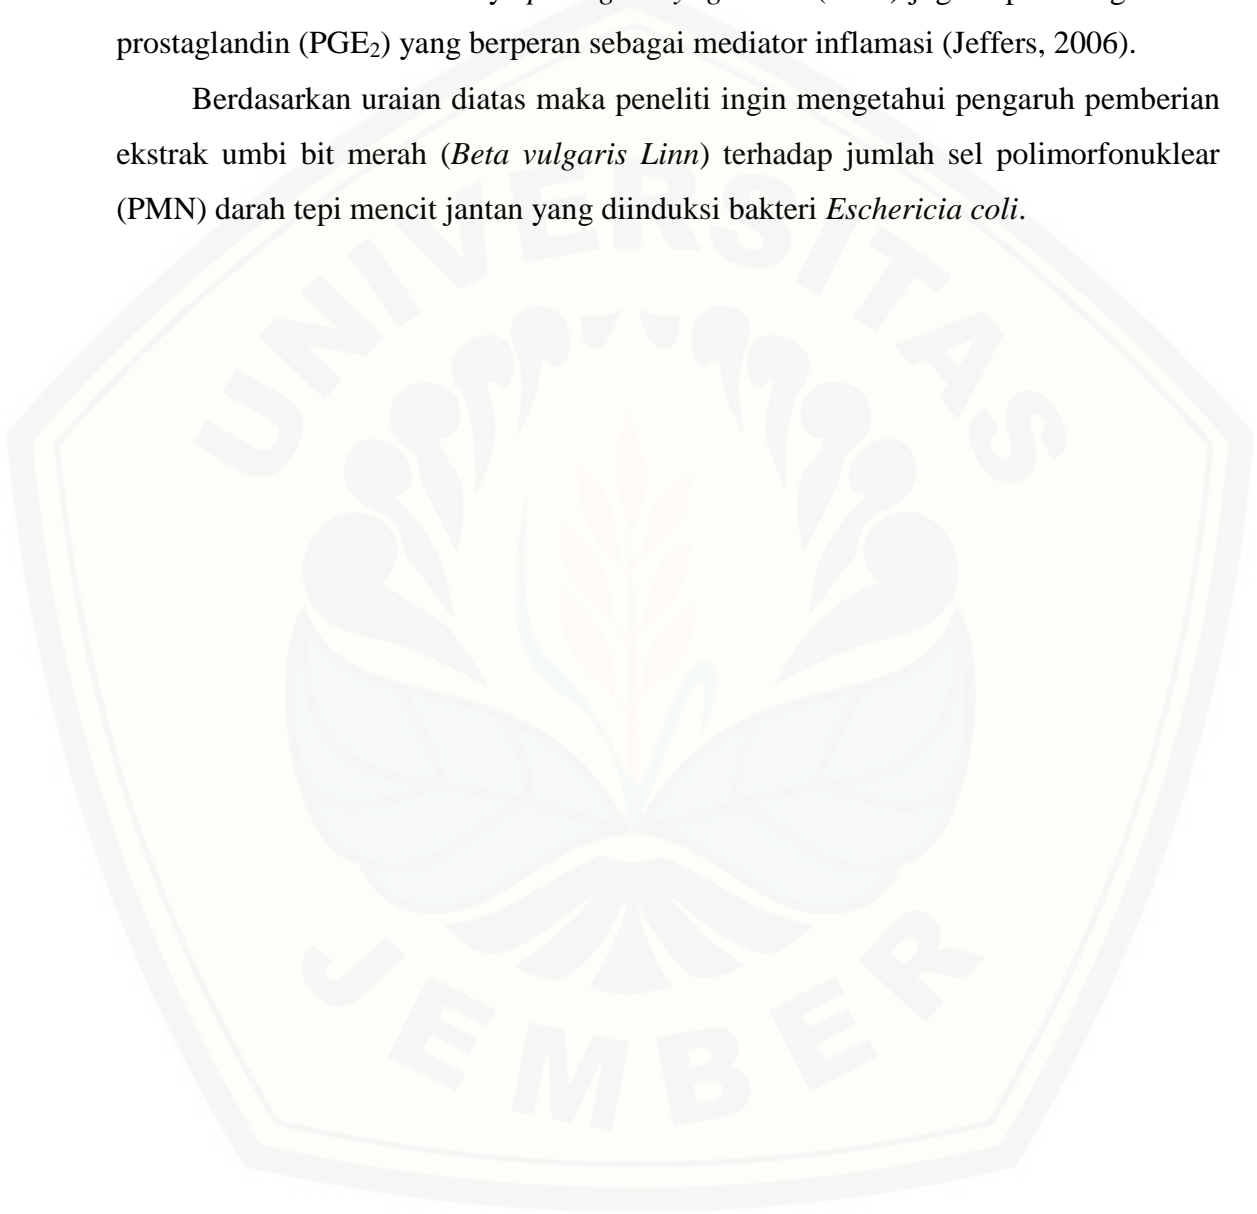 prostaglandin (PGE₂) yang berperan sebagai mediator inflamasi (Jeffers, 2006).
Berdasarkan uraian diatas maka peneliti ingin mengetahui pengaruh pemberian
ekstrak umbi bit merah (Beta vulgaris Linn) terhadap jumlah sel polimorfonuklear
(PMN) darah tepi mencit jantan yang diinduksi bakteri Eschericia coli.
UNIVERSITAS
JEMBER